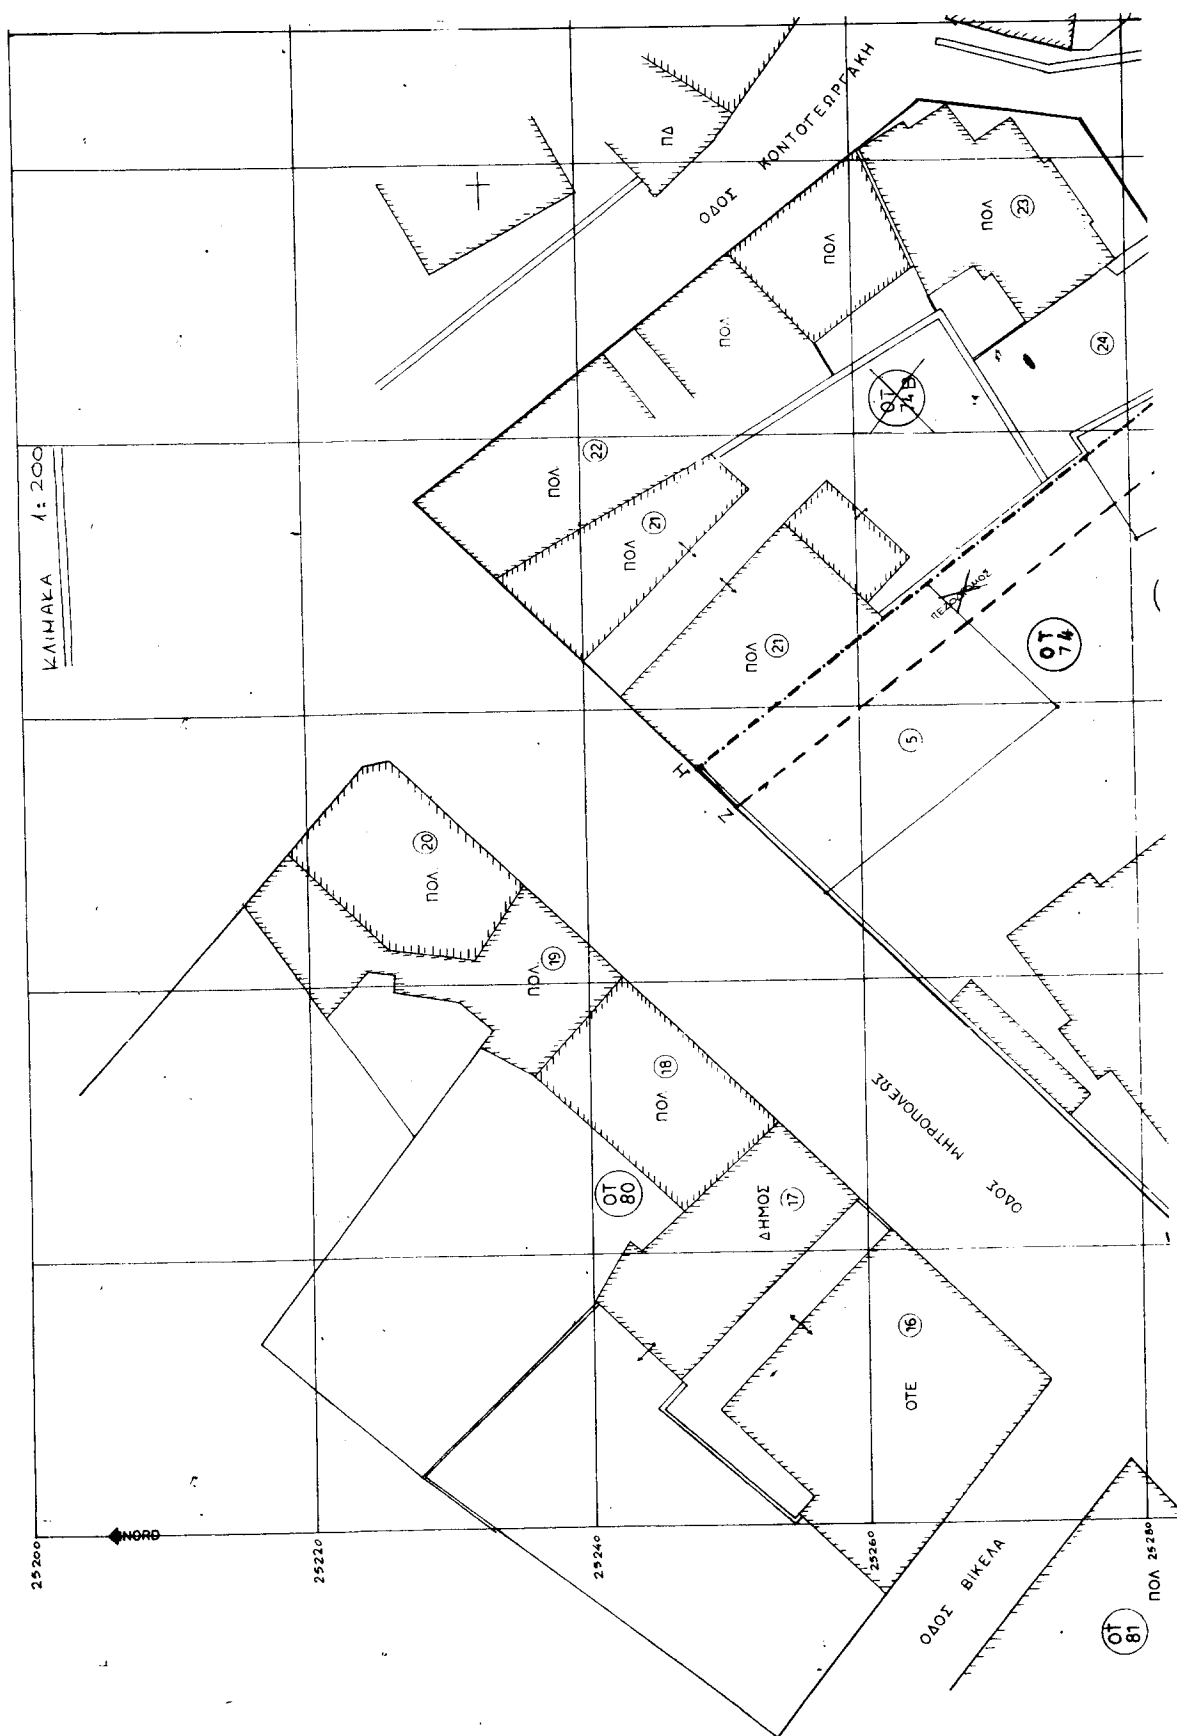 ΚΛΙΜΑΚΑ 1:200
ΠΔ
ΟΔΟΣ ΚΟΝΤΟΓΕΩΡΓΑΚΗ
ΠΟΛ
23
ΠΟΛ
ΠΟΛ
24
ΟΤ
74Β
22
ΠΟΛ
21
ΠΟΛ
21
ΠΟΛ
ΠΕΖΟΔΡΟΜΟΣ
ΟΤ
74
5
Η
Ζ
20
ΠΟΛ
19
ΠΟΛ
18
ΠΟΛ
ΟΤ
80
17
ΔΗΜΟΣ
ΟΔΟΣ ΜΗΤΡΟΠΟΛΕΩΣ
16
ΟΤΕ
ΟΔΟΣ ΒΙΚΕΛΑ
ΟΤ
81
ΠΟΛ
NORD
25200
25220
25240
25260
25280